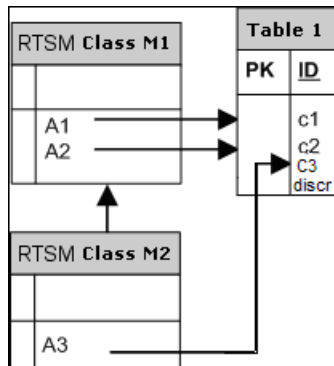 RTSM Class M1
A1
A2
Table 1
PK ID
c1
c2
C3
discr
RTSM Class M2
A3